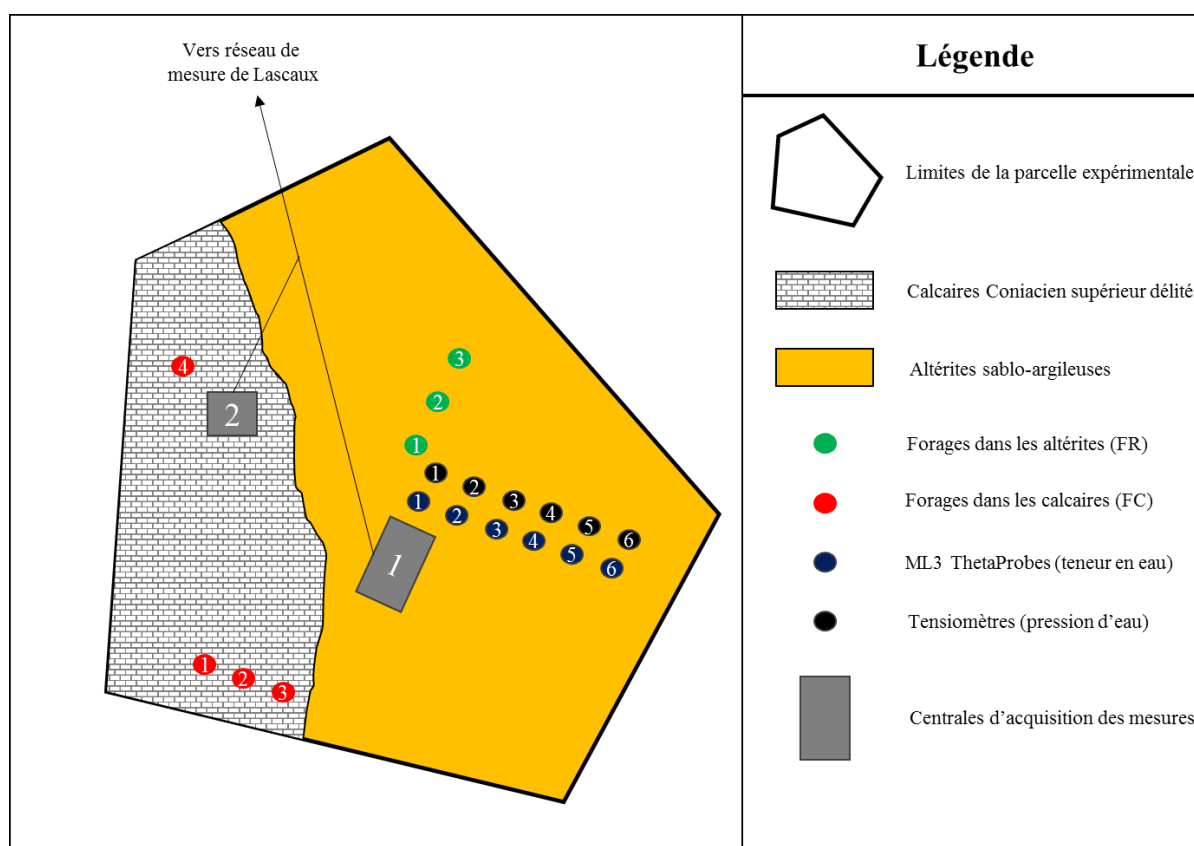 Vers réseau de
mesure de Lascaux
4
2
3
2
1
1
2
3
4
5
6
1
2
3
4
5
6
1
1
2
3
Légende
Limites de la parcelle expérimentale
Calcaires Coniacien supérieur délité
Altérites sablo-argileuses
Forages dans les altérites (FR)
Forages dans les calcaires (FC)
ML3 ThetaProbes (teneur en eau)
Tensiomètres (pression d’eau)
Centrales d’acquisition des mesures